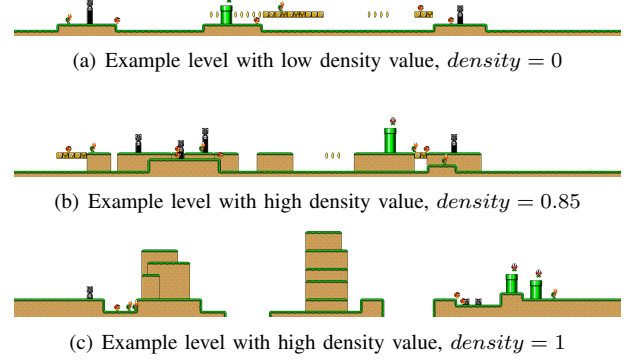 (a) Example level with low density value, density = 0
(b) Example level with high density value, density = 0.85
(c) Example level with high density value, density = 1